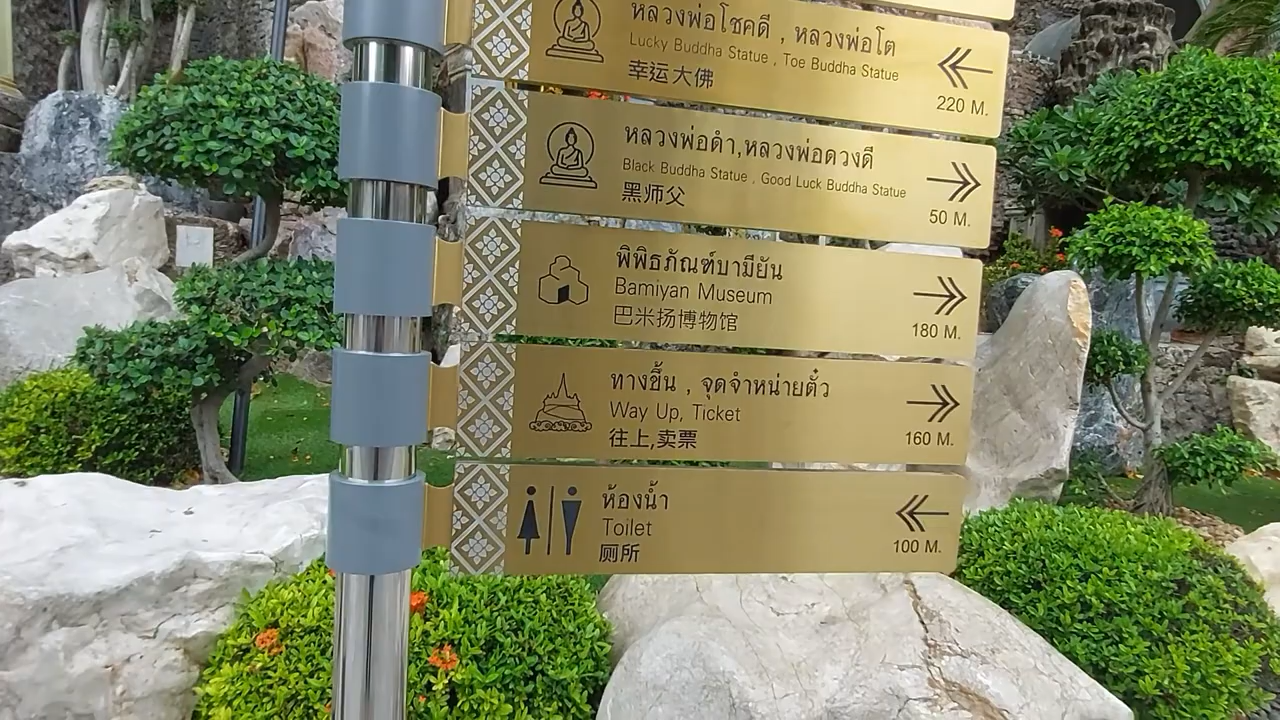 หลวงพ่อโชคดี , หลวงพ่อโต
Lucky Buddha Statue , Toe Buddha Statue
幸运大佛
220 M.
หลวงพ่อดำ,หลวงพ่อดวงดี
Black Buddha Statue , Good Luck Buddha Statue
黑师父
50 M.
พิพิธภัณฑ์บามียัน
Bamiyan Museum
巴米扬博物馆
180 M.
ทางขึ้น , จุดจำหน่ายตั๋ว
Way Up, Ticket
往上,卖票
160 M.
ห้องน้ำ
Toilet
厕所
100 M.